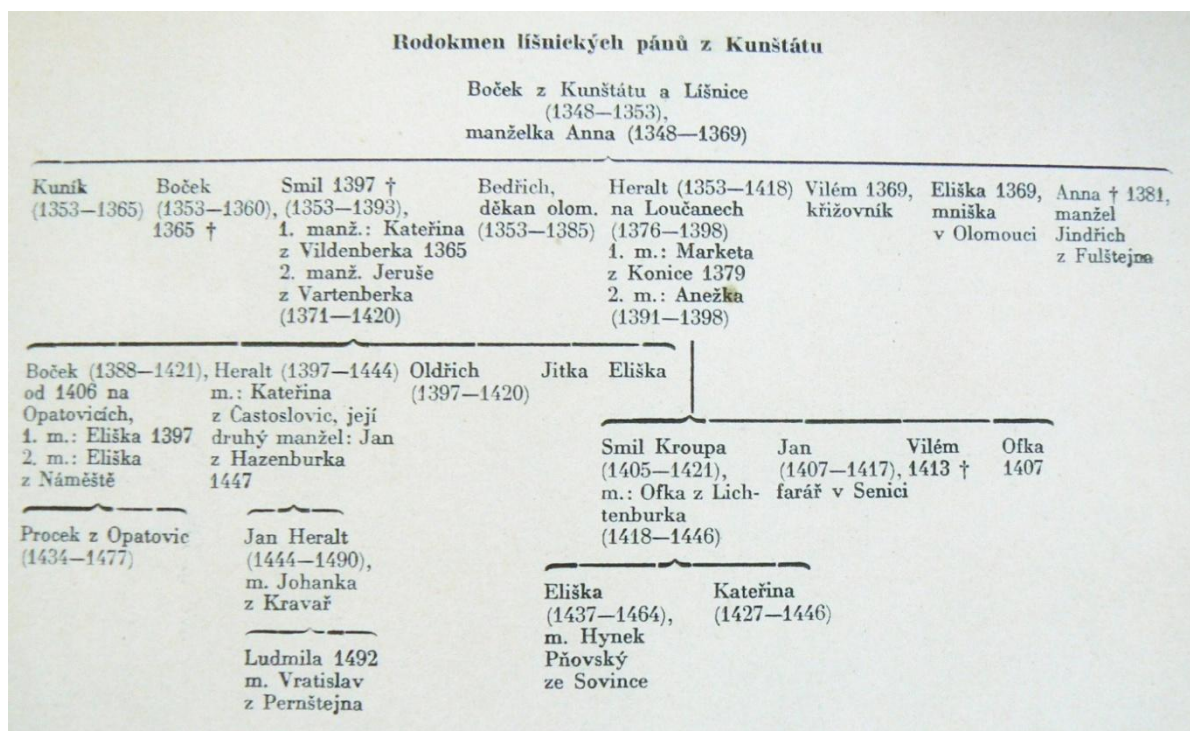 Rodokmen líšnických pánů z Kunštátu
Boček z Kunštátu a Líšnice
(1348—1353),
manželka Anna (1348—1369)
Kuník
(1353—1365)
Boček
(1353—1360),
1365 †
Smil 1397 †
(1353—1393),
1. manž.: Kateřina
z Vildenberka 1365
2. manž. Jeruše
z Vartenberka
(1371—1420)
Bedřich,
děkan olom.
(1353—1385)
Heralt (1353—1418)
na Loučanech
(1376—1398)
1. m.: Marketa
z Konice 1379
2. m.: Anežka
(1391—1398)
Vilém 1369,
křižovník
Eliška 1369,
mniška
v Olomouci
Anna † 1381,
manžel
Jindřich
z Fulštejna
Boček (1388—1421),
od 1406 na
Opatovicích,
1. m.: Eliška 1397
2. m.: Eliška
z Náměště
Heralt (1397—1444)
m.: Kateřina
z Častoslovic, její
druhý manžel: Jan
z Hazenburka
1447
Oldřich
(1397—1420)
Jitka
Eliška
Smil Kroupa
(1405—1421),
m.: Ofka z Lich-
tenburka
(1418—1446)
Jan
(1407—1417),
farář v Senici
Vilém
1413 †
Ofka
1407
Procek z Opatovic
(1434—1477)
Jan Heralt
(1444—1490),
m. Johanka
z Kravař
Eliška
(1437—1464),
m. Hynek
Pňovský
ze Sovince
Kateřina
(1427—1446)
Ludmila 1492
m. Vratislav
z Pernštejna